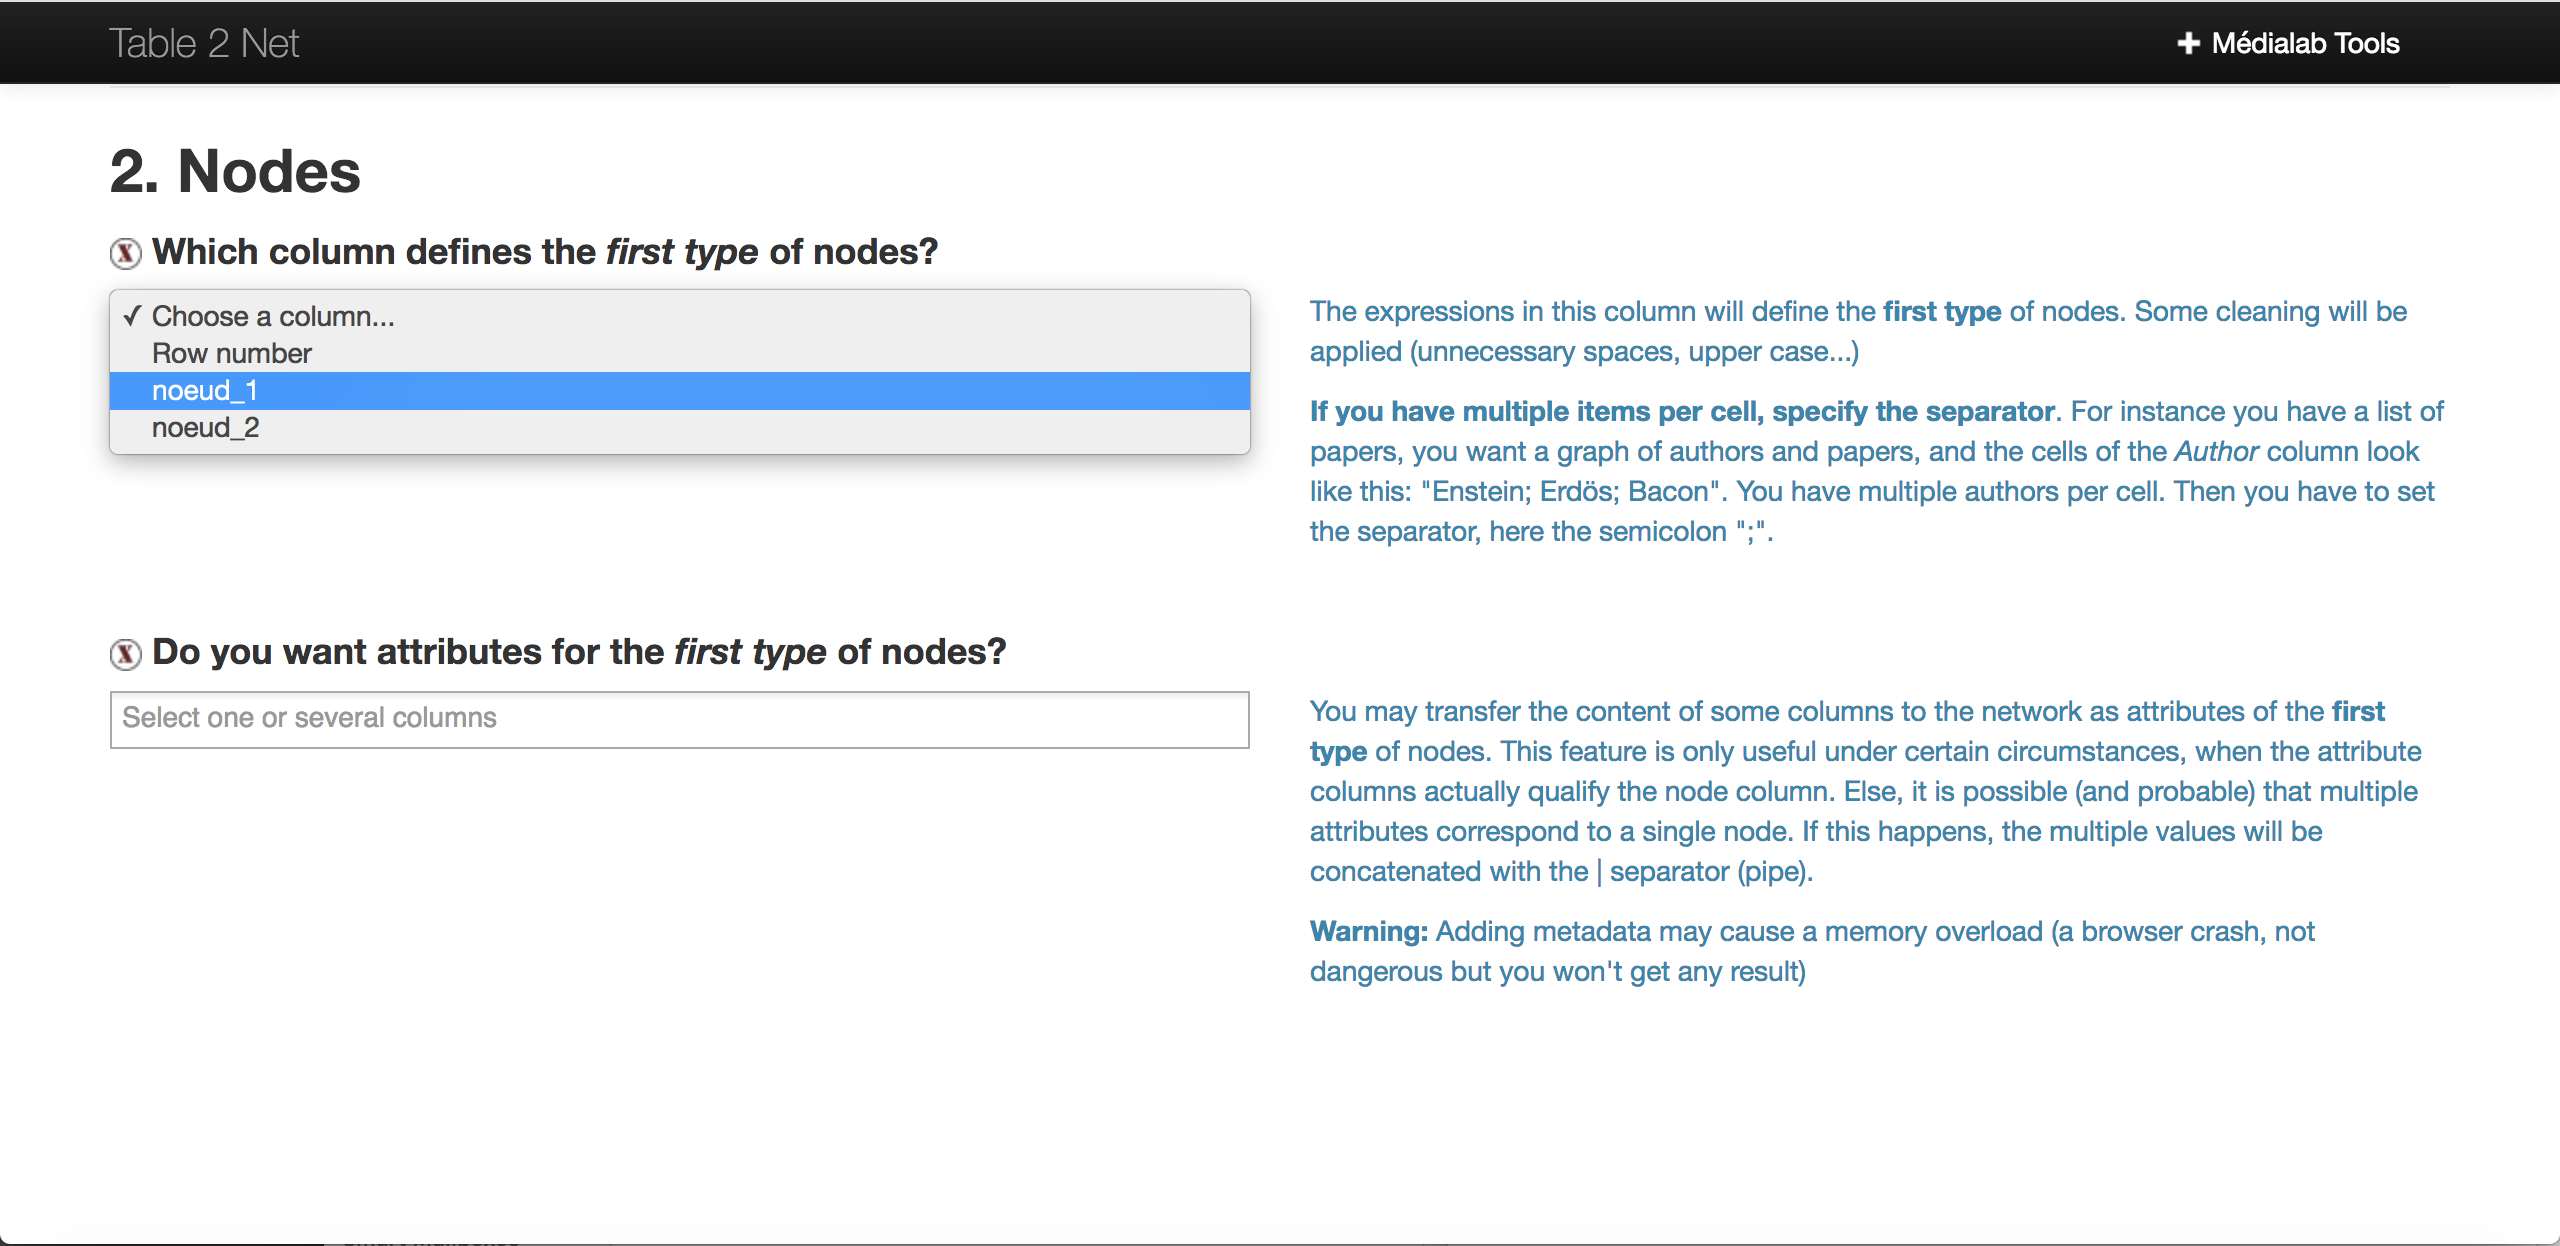 Table 2 Net
Médialab Tools
2. Nodes
Which column defines the first type of nodes?
✓ Choose a column...
Row number
noeud_1
noeud_2
The expressions in this column will define the first type of nodes. Some cleaning will be
applied (unnecessary spaces, upper case...)
If you have multiple items per cell, specify the separator. For instance you have a list of
papers, you want a graph of authors and papers, and the cells of the Author column look
like this: "Enstein; Erdös; Bacon". You have multiple authors per cell. Then you have to set
the separator, here the semicolon ";".
Do you want attributes for the first type of nodes?
Select one or several columns
You may transfer the content of some columns to the network as attributes of the first
type of nodes. This feature is only useful under certain circumstances, when the attribute
columns actually qualify the node column. Else, it is possible (and probable) that multiple
attributes correspond to a single node. If this happens, the multiple values will be
concatenated with the | separator (pipe).
Warning: Adding metadata may cause a memory overload (a browser crash, not
dangerous but you won't get any result)